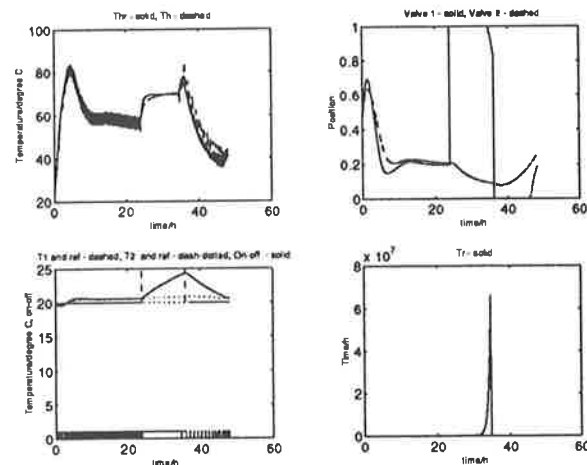 Thr - solid, Th - dashed
100
80
60
40
20
0 20 40 60
Temperature/degree C
time/h
Valve 1 - solid, Valve II - dashed
1
0.8
0.6
0.4
0.2
0
0 20 40 60
Position
time/h
T1 and ref - dashed, T2 and ref - dash dotted, On-off - solid
25
20
15
10
5
0
0 20 40 60
Temperature/degree C, on-off
time/h
x 10^7
Tr - solid
8
6
4
2
0
0 20 40 60
Time/h
time/h